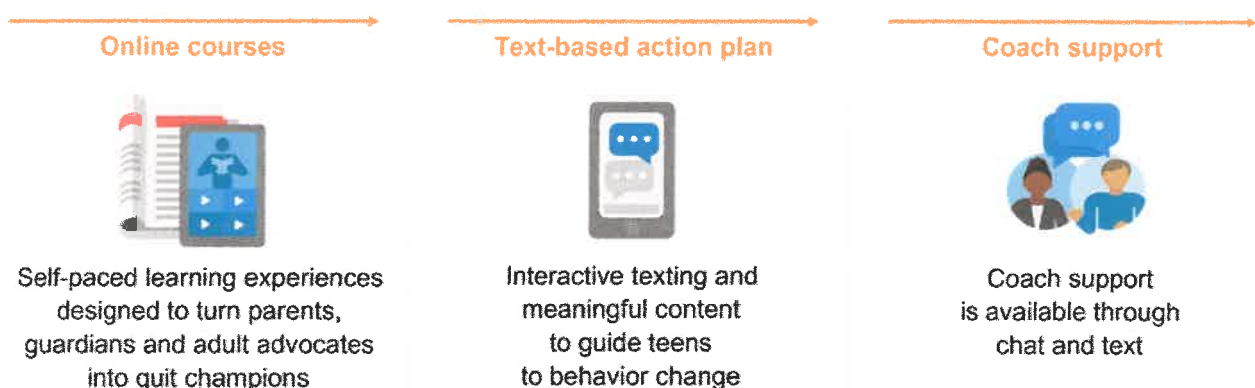 Online courses
Self-paced learning experiences
designed to turn parents,
guardians and adult advocates
into quit champions
Text-based action plan
Interactive texting and
meaningful content
to guide teens
to behavior change
Coach support
Coach support
is available through
chat and text